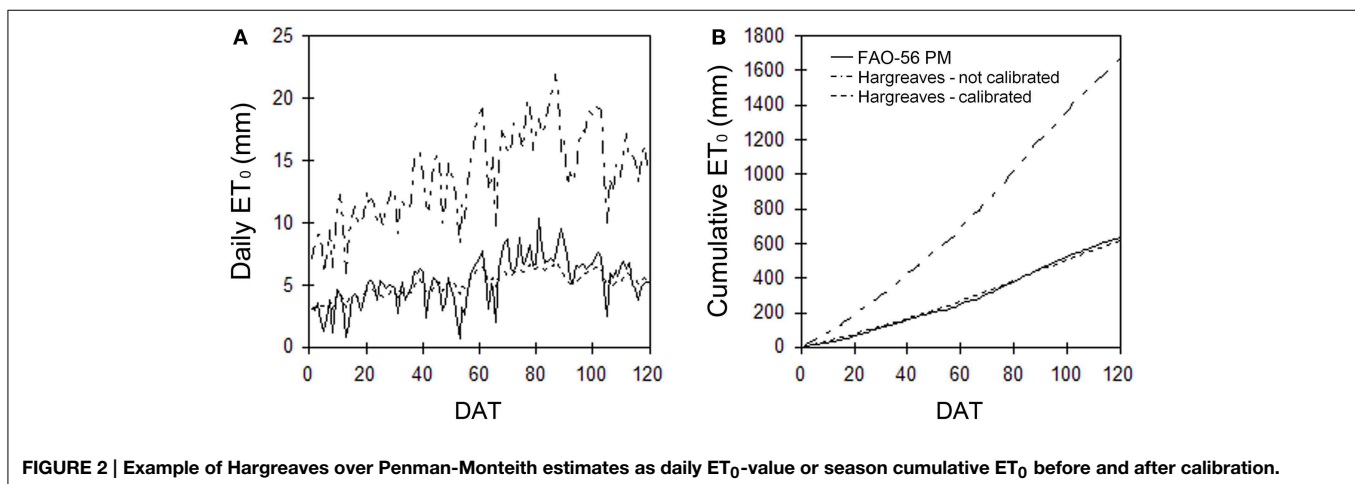 A
25
20
15
10
5
0
Daily ET₀ (mm)
0 20 40 60 80 100 120
DAT
B
1800
1600
1400
1200
1000
800
600
400
200
0
Cumulative ET₀ (mm)
FAO-56 PM
Hargreaves - not calibrated
Hargreaves - calibrated
0 20 40 60 80 100 120
DAT
FIGURE 2 | Example of Hargreaves over Penman-Monteith estimates as daily ET₀-value or season cumulative ET₀ before and after calibration.